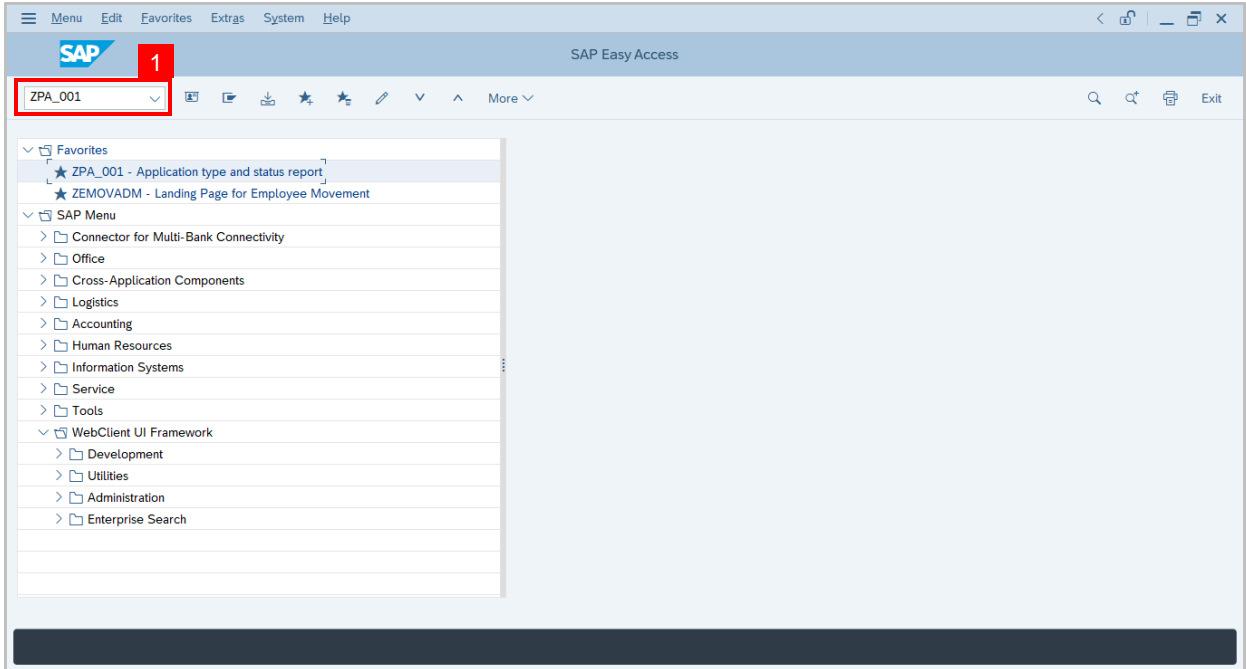 Menu Edit Favorites Extras System Help
SAP SAP Easy Access
1
ZPA_001 More Exit
Favorites
ZPA_001 - Application type and status report
ZEMOVADM - Landing Page for Employee Movement
SAP Menu
Connector for Multi-Bank Connectivity
Office
Cross-Application Components
Logistics
Accounting
Human Resources
Information Systems
Service
Tools
WebClient UI Framework
Development
Utilities
Administration
Enterprise Search